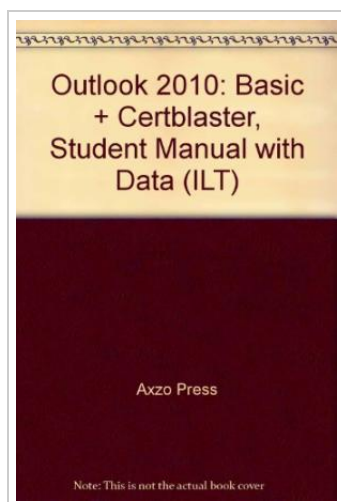 Outlook 2010: Basic
+ Certblaster,
Student Manual with
Data (ILT)
Axzo Press
Note: This is not the actual book cover